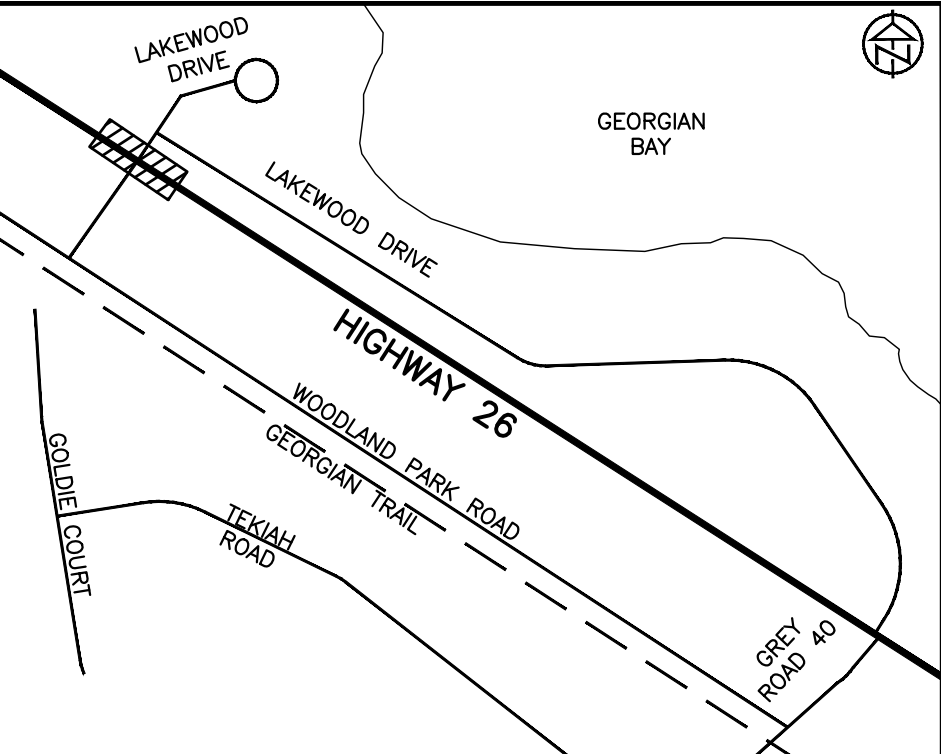 LAKEWOOD
DRIVE
N
GEORGIAN
BAY
LAKEWOOD DRIVE
HIGHWAY 26
WOODLAND PARK ROAD
GEORGIAN TRAIL
GOLDIE COURT
TEKIAH
ROAD
GREY
ROAD 40